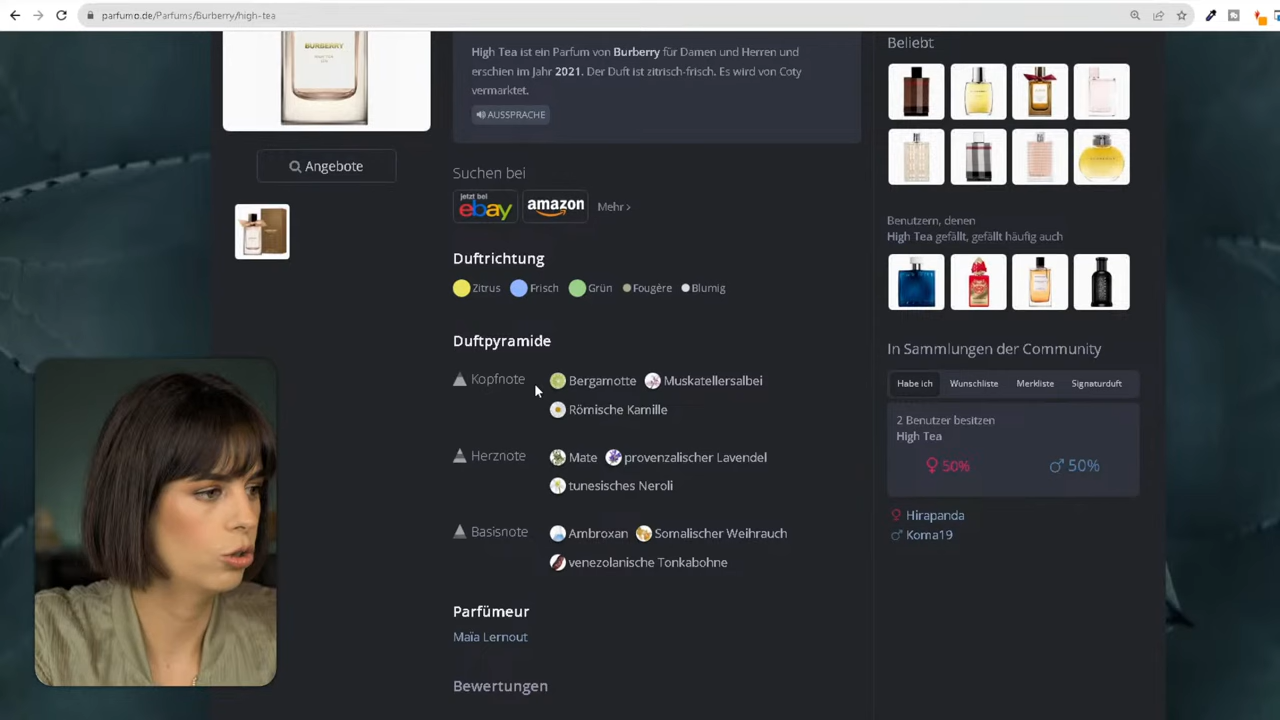 parfumo.de/Parfums/Burberry/high-tea
BURBERRY
High Tea ist ein Parfum von Burberry für Damen und Herren und
erschien im Jahr 2021. Der Duft ist zitrisch-frisch. Es wird von Coty
vermarktet.
AUSSPRACHE
Angebote
Suchen bei
jetzt bei
ebay
amazon
Mehr >
Duftrichtung
Zitrus Frisch Grün Fougère Blumig
Duftpyramide
Kopfnote Bergamotte Muskatellersalbei
Römische Kamille
Herznote Mate provenzalischer Lavendel
tunesisches Neroli
Basisnote Ambroxan Somalischer Weihrauch
venezolanische Tonkabohne
Parfümeur
Maïa Lernout
Bewertungen
Beliebt
Benutzern, denen
High Tea gefällt, gefällt häufig auch
In Sammlungen der Community
Habe ich Wunschliste Merkliste Signaturduft
2 Benutzer besitzen
High Tea
♀ 50% ♂ 50%
♀ Hirapanda
♂ Korna19